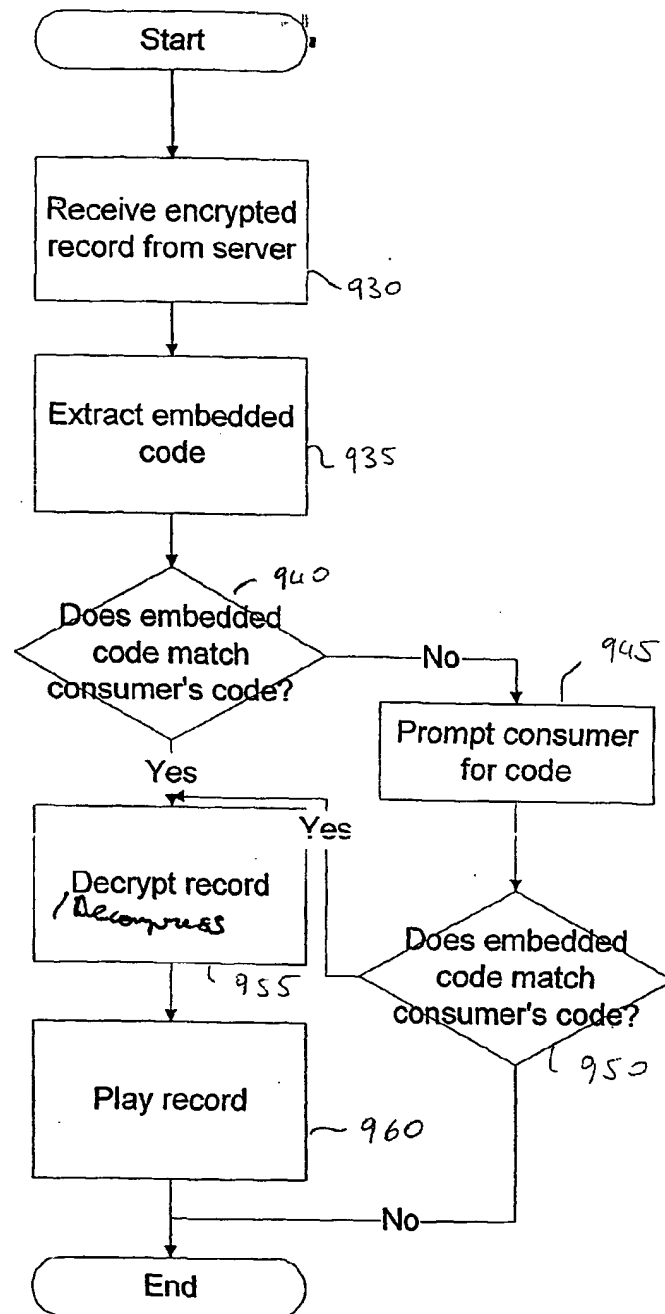 Start
Receive encrypted
record from server
930
Extract embedded
code
935
940
Does embedded
code match
consumer's code?
No
945
Prompt consumer
for code
Yes
Yes
Decrypt record
/Decompress
955
Does embedded
code match
consumer's code?
950
Play record
960
No
End